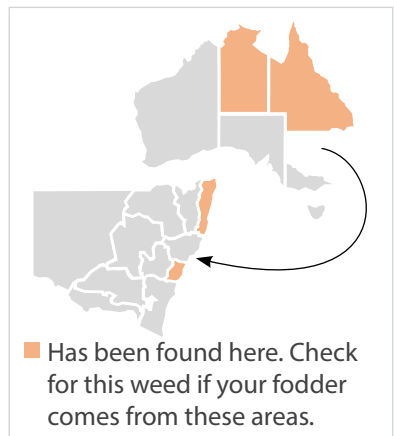 Has been found here. Check
for this weed if your fodder
comes from these areas.